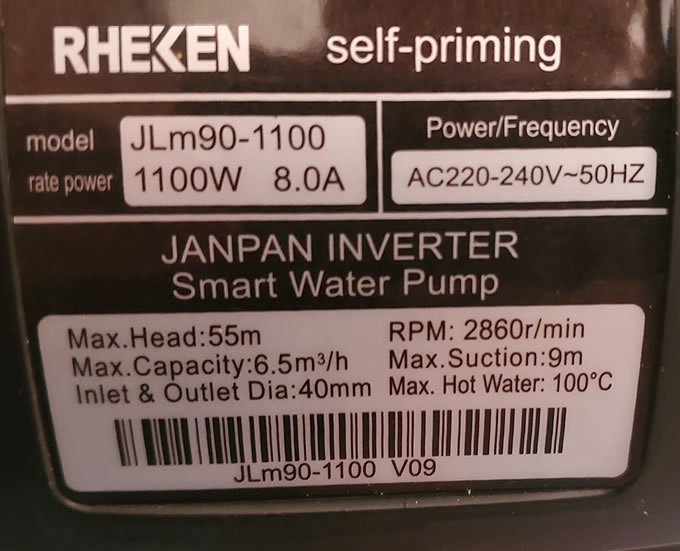 RHEKEN self-priming
model JLm90-1100
rate power 1100W 8.0A
Power/Frequency
AC220-240V~50HZ
JANPAN INVERTER
Smart Water Pump
Max.Head:55m RPM: 2860r/min
Max.Capacity:6.5m³/h Max.Suction:9m
Inlet & Outlet Dia:40mm Max. Hot Water: 100°C
JLm90-1100 V09